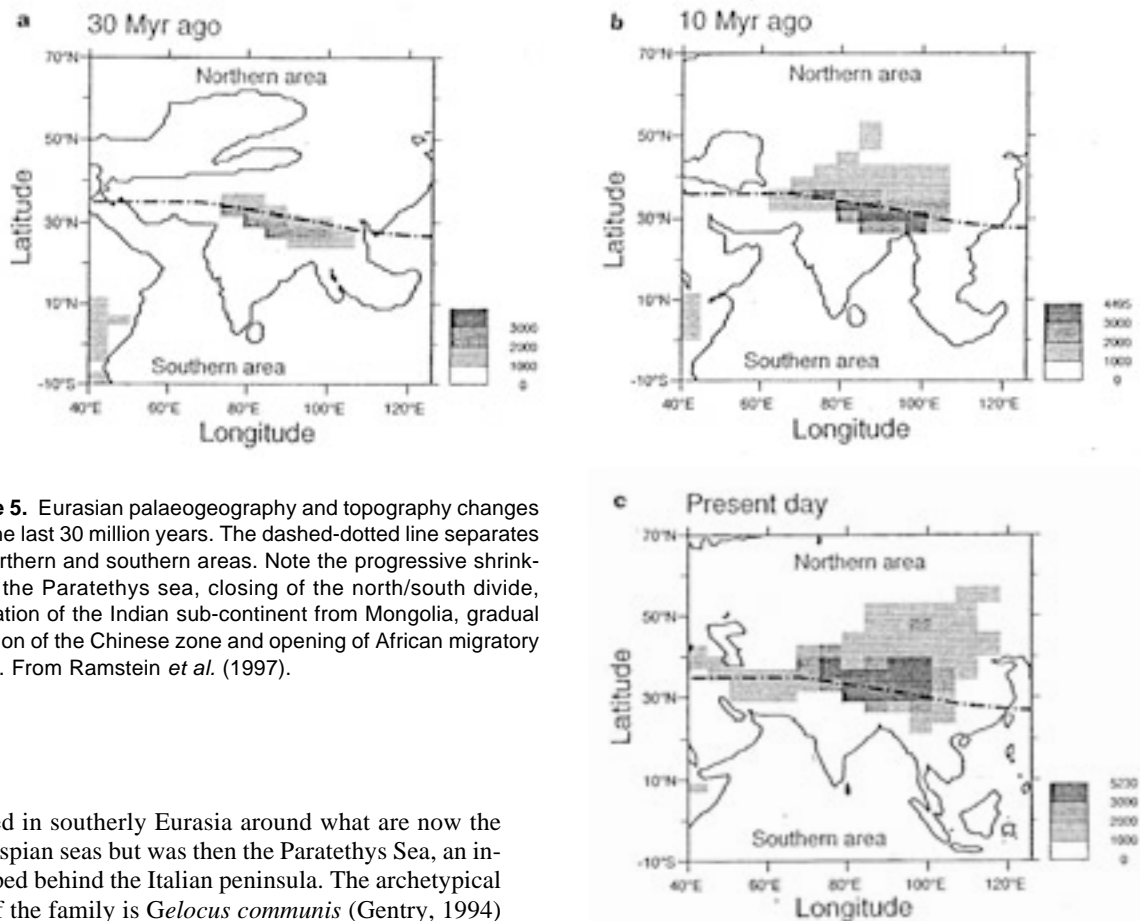 a 30 Myr ago
70°N
50°N
30°N
10°N
-10°S
Latitude
Northern area
Southern area
40°E 60°E 80°E 100°E 120°E
Longitude
3000
2000
1000
0
b 10 Myr ago
70°N
50°N
30°N
10°N
-10°S
Latitude
Northern area
Southern area
40°E 60°E 80°E 100°E 120°E
Longitude
3000
2000
1000
0
e 5. Eurasian palaeogeography and topography changes
ne last 30 million years. The dashed-dotted line separates
rthern and southern areas. Note the progressive shrink-
the Paratethys sea, closing of the north/south divide,
ation of the Indian sub-continent from Mongolia, gradual
on of the Chinese zone and opening of African migratory
. From Ramstein et al. (1997).
c Present day
70°N
50°N
30°N
10°N
-10°S
Latitude
Northern area
Southern area
40°E 60°E 80°E 100°E 120°E
Longitude
5230
3000
2000
1000
0
ed in southerly Eurasia around what are now the
spian seas but was then the Paratethys Sea, an in-
bed behind the Italian peninsula. The archetypical
f the family is Gelocus communis (Gentry, 1994)